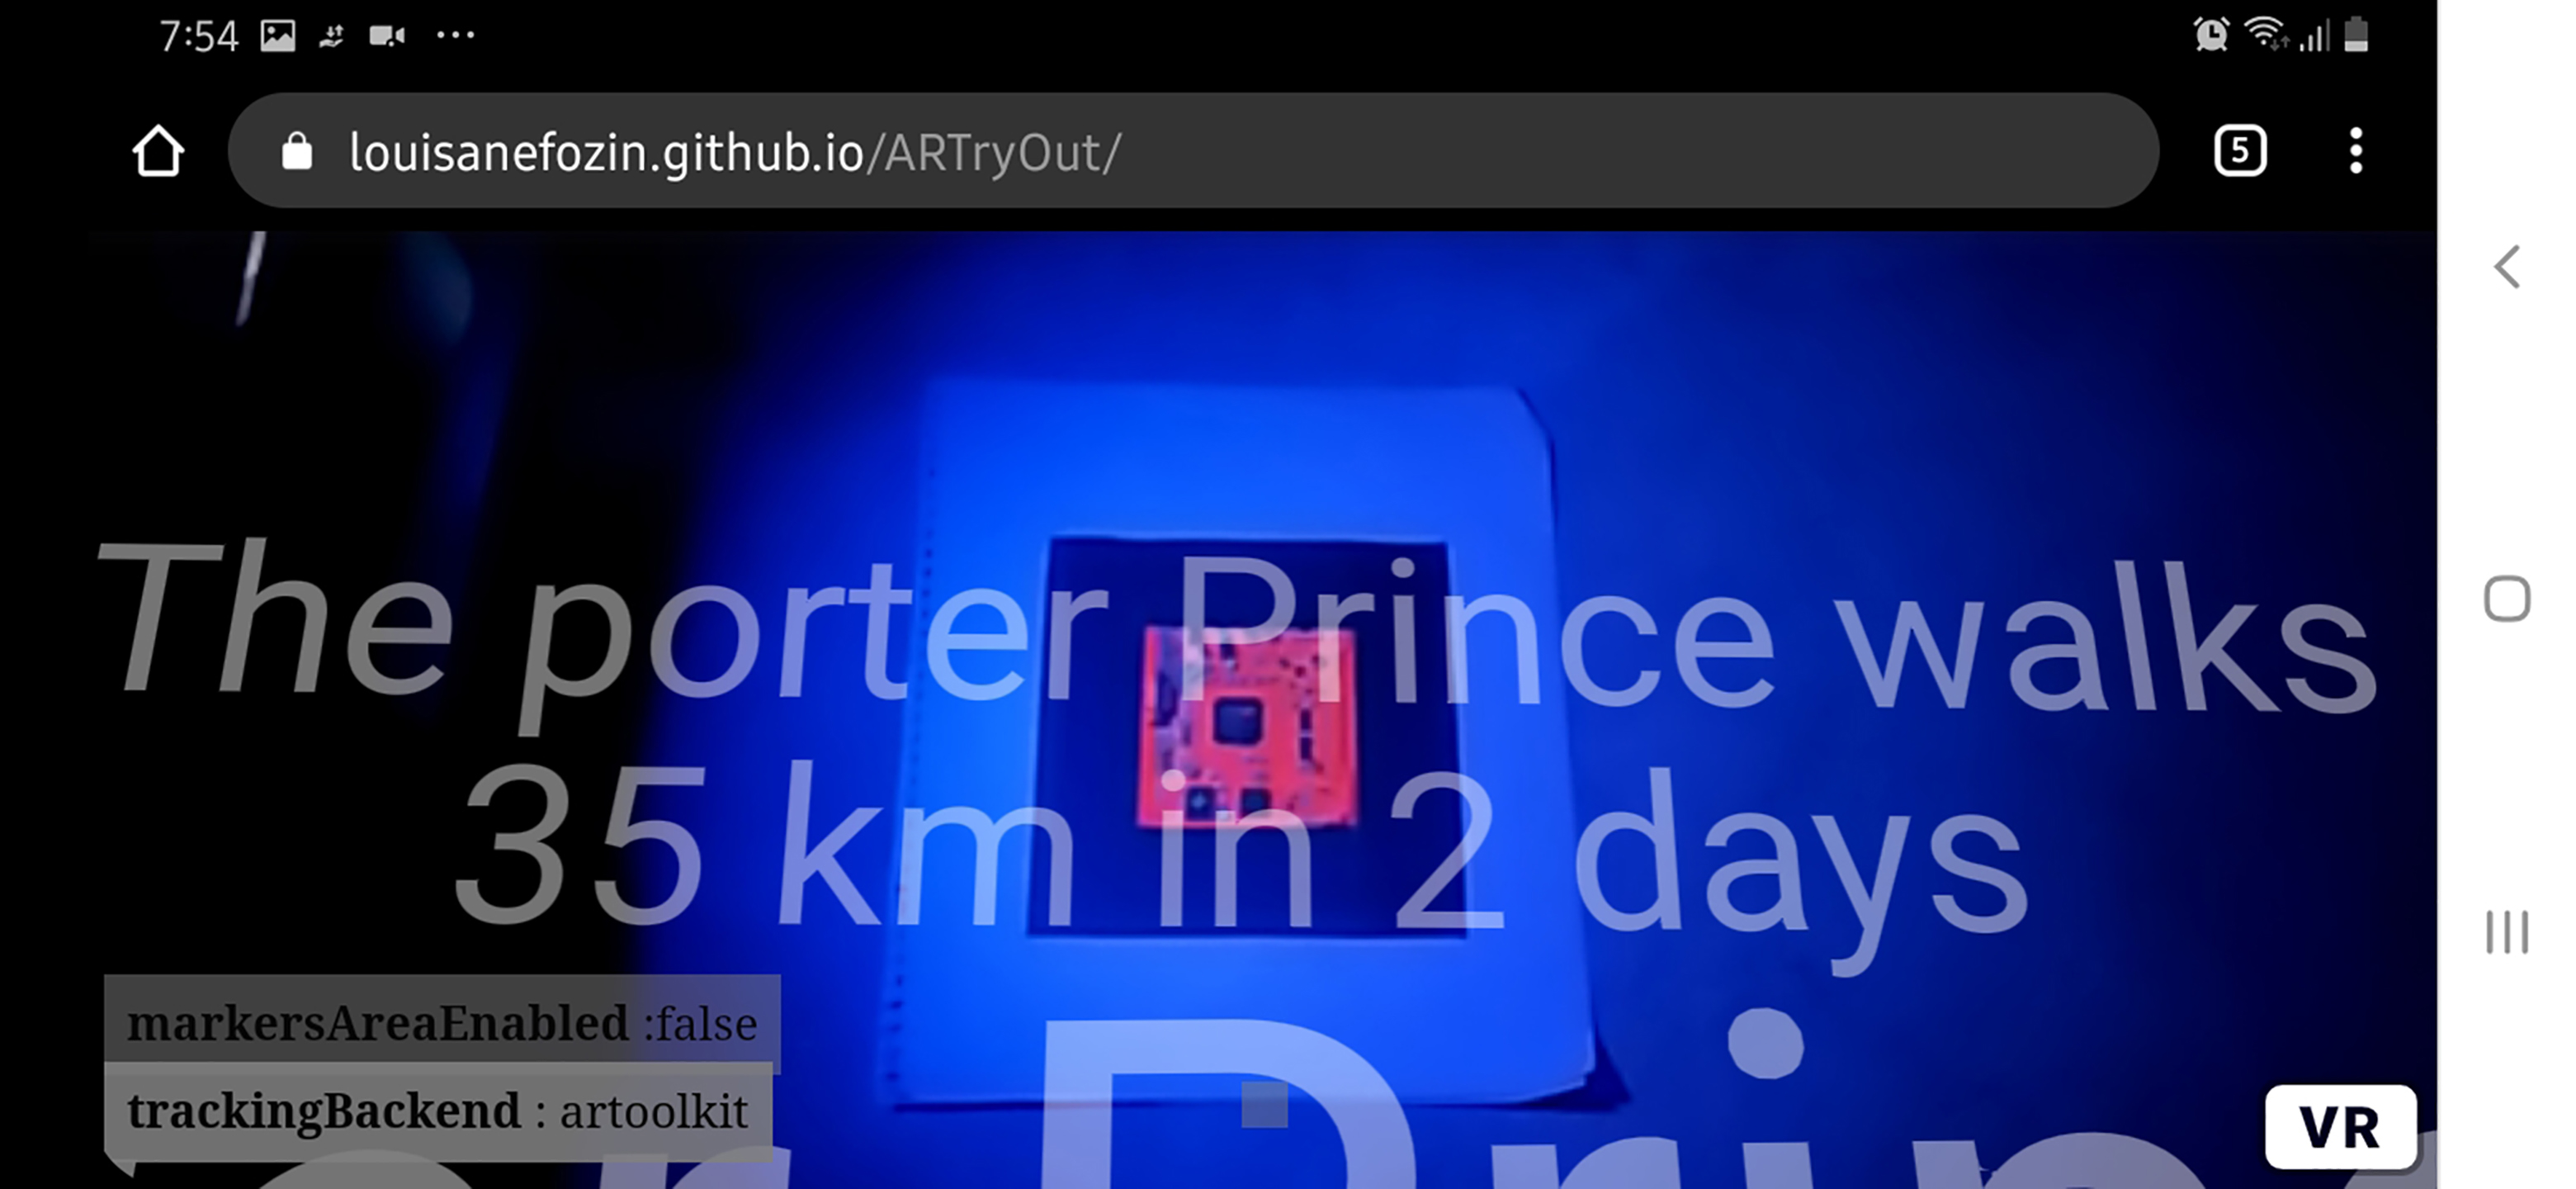 7:54
louisanefozin.github.io/ARTryOut/
5
The porter Prince walks
35 km in 2 days
markersAreaEnabled :false
trackingBackend : artoolkit
VR